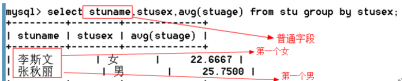 mysql> select stuname,stusex,avg(stuage) from stu group by stusex;
普通字段
| stuname | stusex | avg(stuage) |
| 李斯文 | 女 | 22.6667 |
第一个女
| 张秋丽 | 男 | 25.7500 |
第一个男